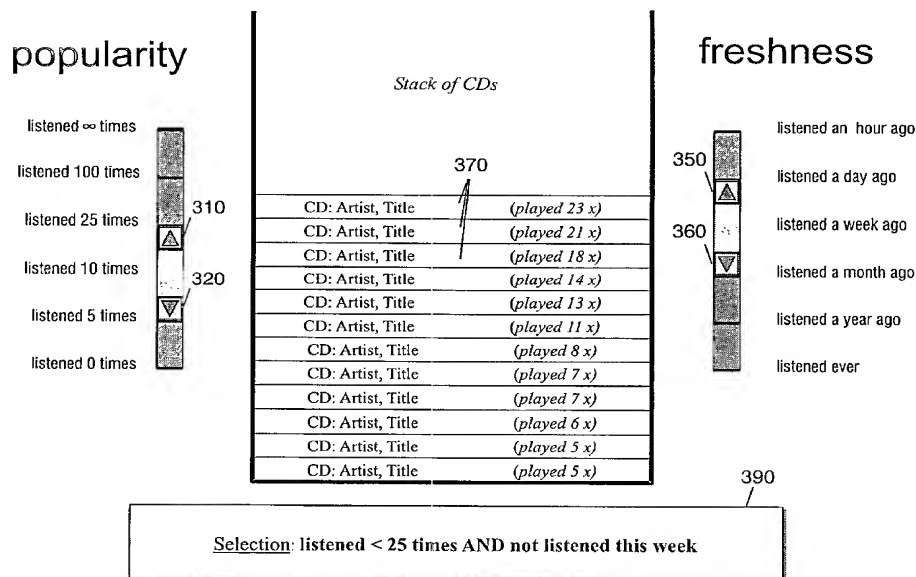 popularity
listened ∞ times
listened 100 times
listened 25 times
310
listened 10 times
320
listened 5 times
listened 0 times
Stack of CDs
370
CD: Artist, Title (played 23 x)
CD: Artist, Title (played 21 x)
CD: Artist, Title (played 18 x)
CD: Artist, Title (played 14 x)
CD: Artist, Title (played 13 x)
CD: Artist, Title (played 11 x)
CD: Artist, Title (played 8 x)
CD: Artist, Title (played 7 x)
CD: Artist, Title (played 7 x)
CD: Artist, Title (played 6 x)
CD: Artist, Title (played 5 x)
CD: Artist, Title (played 5 x)
freshness
listened an hour ago
350
listened a day ago
listened a week ago
360
listened a month ago
listened a year ago
listened ever
390
Selection: listened < 25 times AND not listened this week